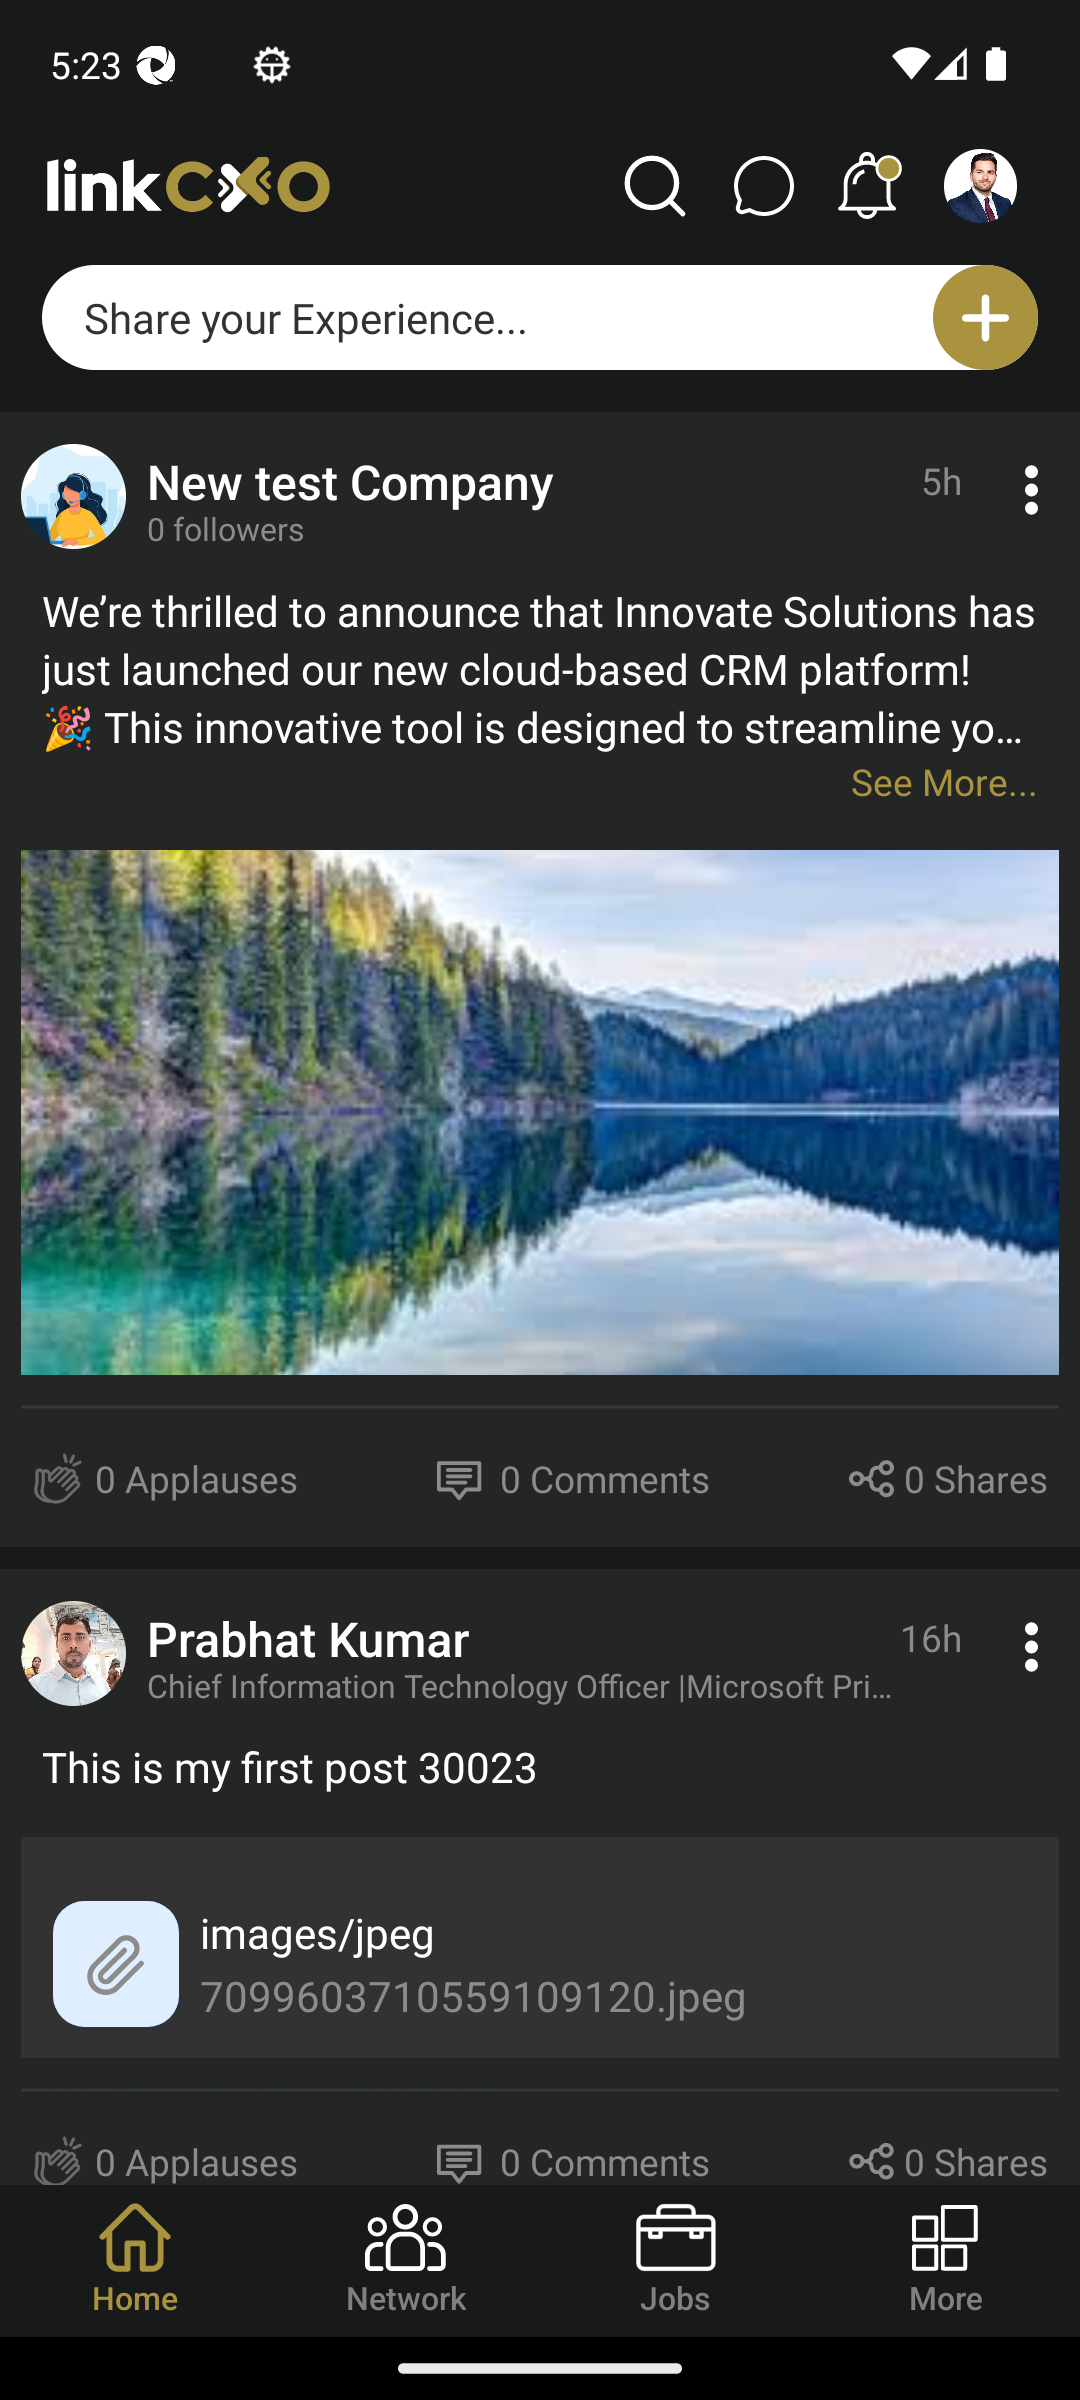 5:23
linkCXO
Share your Experience...
New test Company
5h
0 followers
We’re thrilled to announce that Innovate Solutions has
just launched our new cloud-based CRM platform!
🎉 This innovative tool is designed to streamline yo…
See More...
0 Applauses
0 Comments
0 Shares
Prabhat Kumar
16h
Chief Information Technology Officer |Microsoft Pri…
This is my first post 30023
images/jpeg
7099603710559109120.jpeg
0 Applauses
0 Comments
0 Shares
Home
Network
Jobs
More